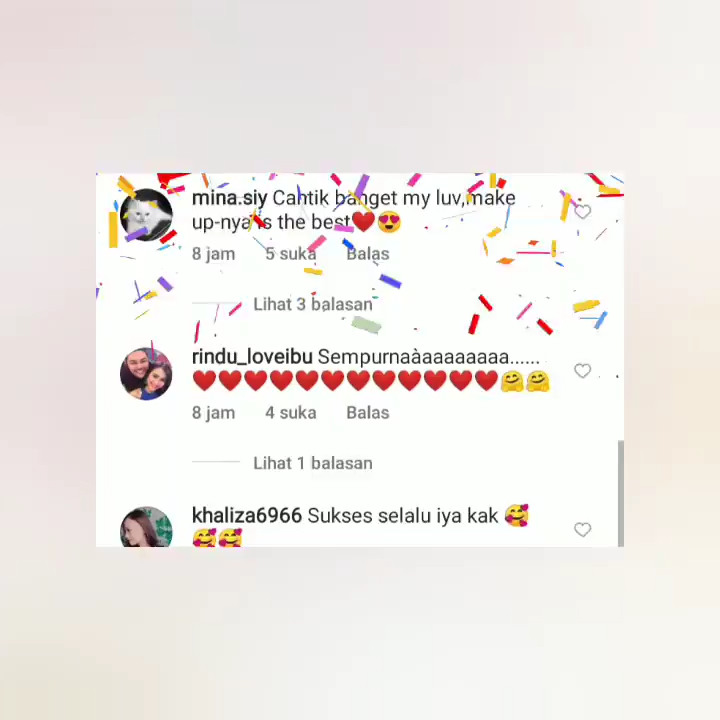 mina.siy Cantik banget my luv,make
up-nya is the best❤️😍
8 jam 5 suka Balas
Lihat 3 balasan
rindu_loveibu Sempurnaàaaaaaaaa......
❤️❤️❤️❤️❤️❤️❤️❤️❤️❤️❤️❤️🤗🤗
8 jam 4 suka Balas
Lihat 1 balasan
khaliza6966 Sukses selalu iya kak 🥰
🥰🥰